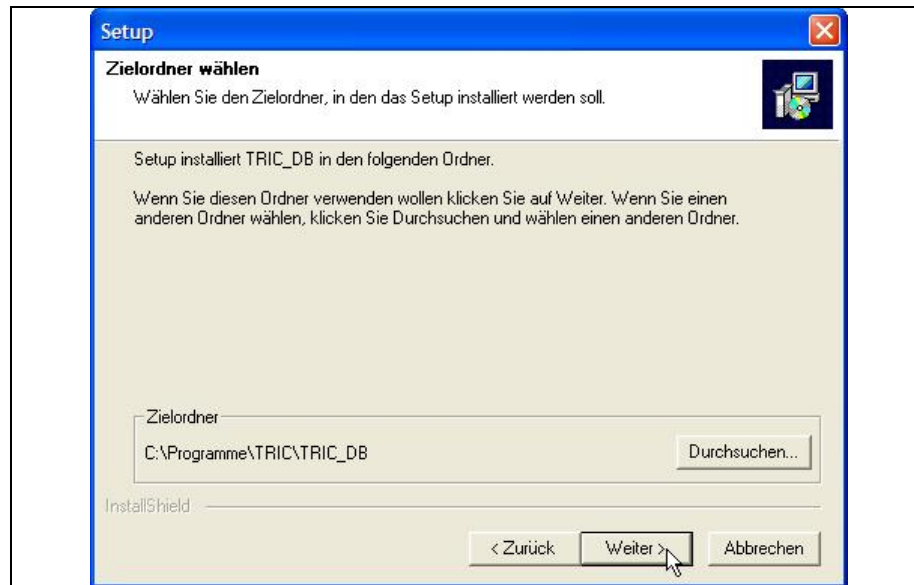 Setup
Zielordner wählen
Wählen Sie den Zielordner, in den das Setup installiert werden soll.
Setup installiert TRIC_DB in den folgenden Ordner.
Wenn Sie diesen Ordner verwenden wollen klicken Sie auf Weiter. Wenn Sie einen
anderen Ordner wählen, klicken Sie Durchsuchen und wählen einen anderen Ordner.
Zielordner
C:\Programme\TRIC\TRIC_DB
Durchsuchen...
InstallShield
< Zurück
Weiter >
Abbrechen